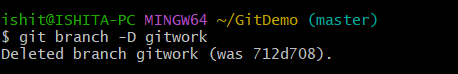 ishit@ISHITA-PC MINGW64 ~/GitDemo (master)
$ git branch -D gitwork
Deleted branch gitwork (was 712d708).